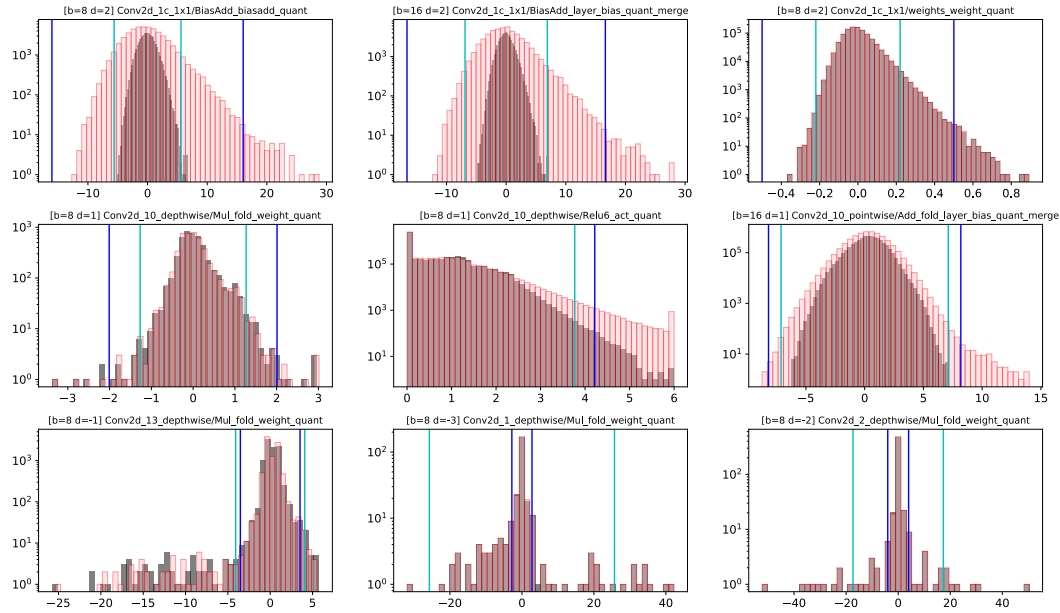 [b=8 d=2] Conv2d_1c_1x1/BiasAdd_biasadd_quant
10³
10²
10¹
10⁰
−10 0 10 20 30
[b=16 d=2] Conv2d_1c_1x1/BiasAdd_layer_bias_quant_merge
10³
10²
10¹
10⁰
−10 0 10 20 30
[b=8 d=2] Conv2d_1c_1x1/weights_weight_quant
10⁵
10⁴
10³
10²
10¹
10⁰
−0.4 −0.2 0.0 0.2 0.4 0.6 0.8
[b=8 d=1] Conv2d_10_depthwise/Mul_fold_weight_quant
10³
10²
10¹
10⁰
−3 −2 −1 0 1 2 3
[b=8 d=1] Conv2d_10_depthwise/Relu6_act_quant
10⁵
10³
10¹
0 1 2 3 4 5 6
[b=16 d=1] Conv2d_10_pointwise/Add_fold_layer_bias_quant_merge
10⁵
10³
10¹
−5 0 5 10 15
[b=8 d=-1] Conv2d_13_depthwise/Mul_fold_weight_quant
10³
10²
10¹
10⁰
−25 −20 −15 −10 −5 0 5
[b=8 d=-3] Conv2d_1_depthwise/Mul_fold_weight_quant
10²
10¹
10⁰
−20 0 20 40
[b=8 d=-2] Conv2d_2_depthwise/Mul_fold_weight_quant
10²
10¹
10⁰
−40 −20 0 20 40